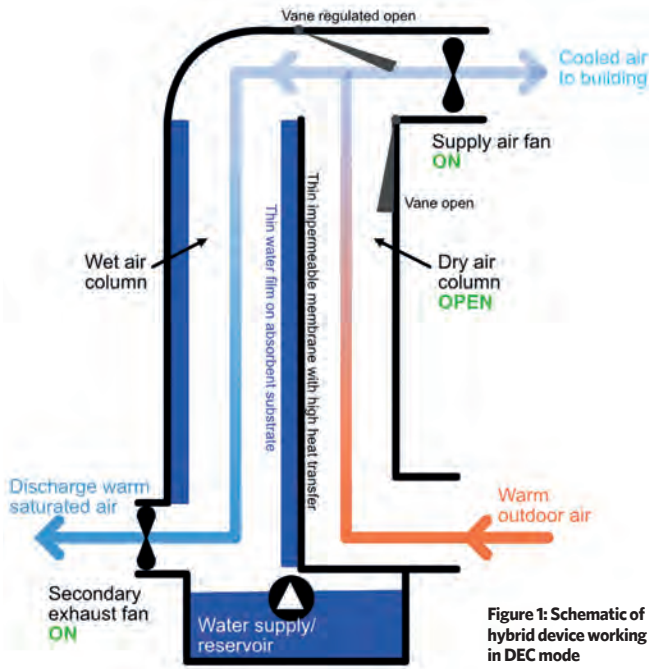 Vane regulated open
Cooled air
to building
Supply air fan
ON
Vane open
Wet air
column
Thin water film on absorbent substrate
Thin impermeable membrane with high heat transfer
Dry air
column
OPEN
Discharge warm
saturated air
Warm
outdoor air
Secondary
exhaust fan
ON
Water supply/
reservoir
Figure 1: Schematic of
hybrid device working
in DEC mode